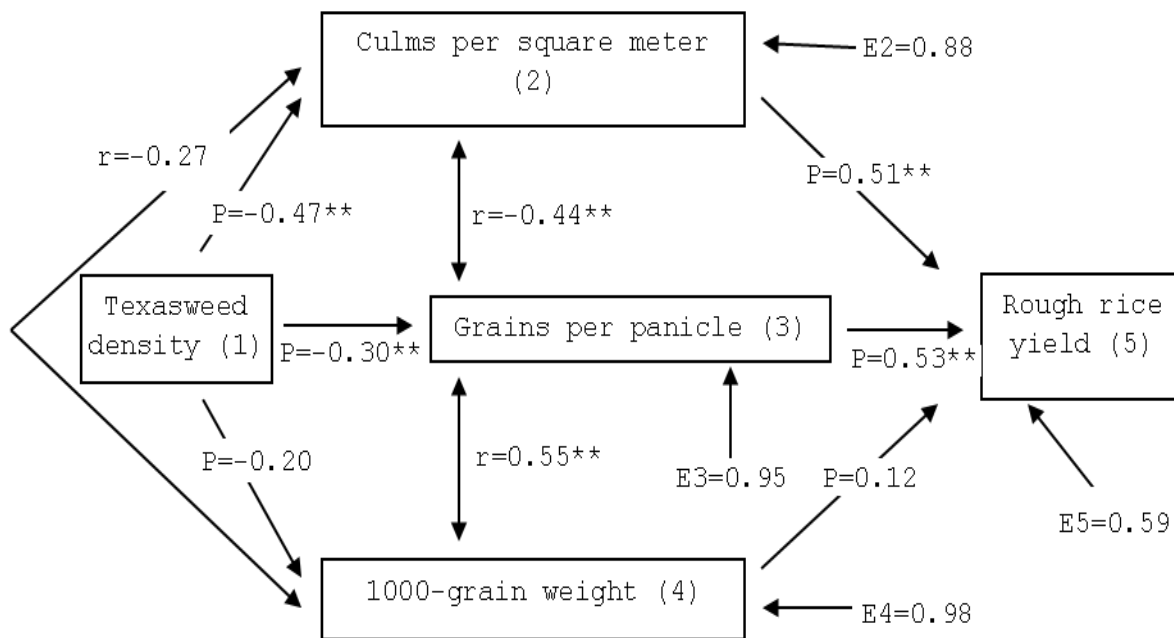 Culms per square meter
(2)
E2=0.88
r=-0.27
P=-0.47**
r=-0.44**
P=0.51**
Texasweed
density (1)
P=-0.30**
Grains per panicle (3)
P=0.53**
Rough rice
yield (5)
P=-0.20
r=0.55**
E3=0.95
P=0.12
E5=0.59
1000-grain weight (4)
E4=0.98